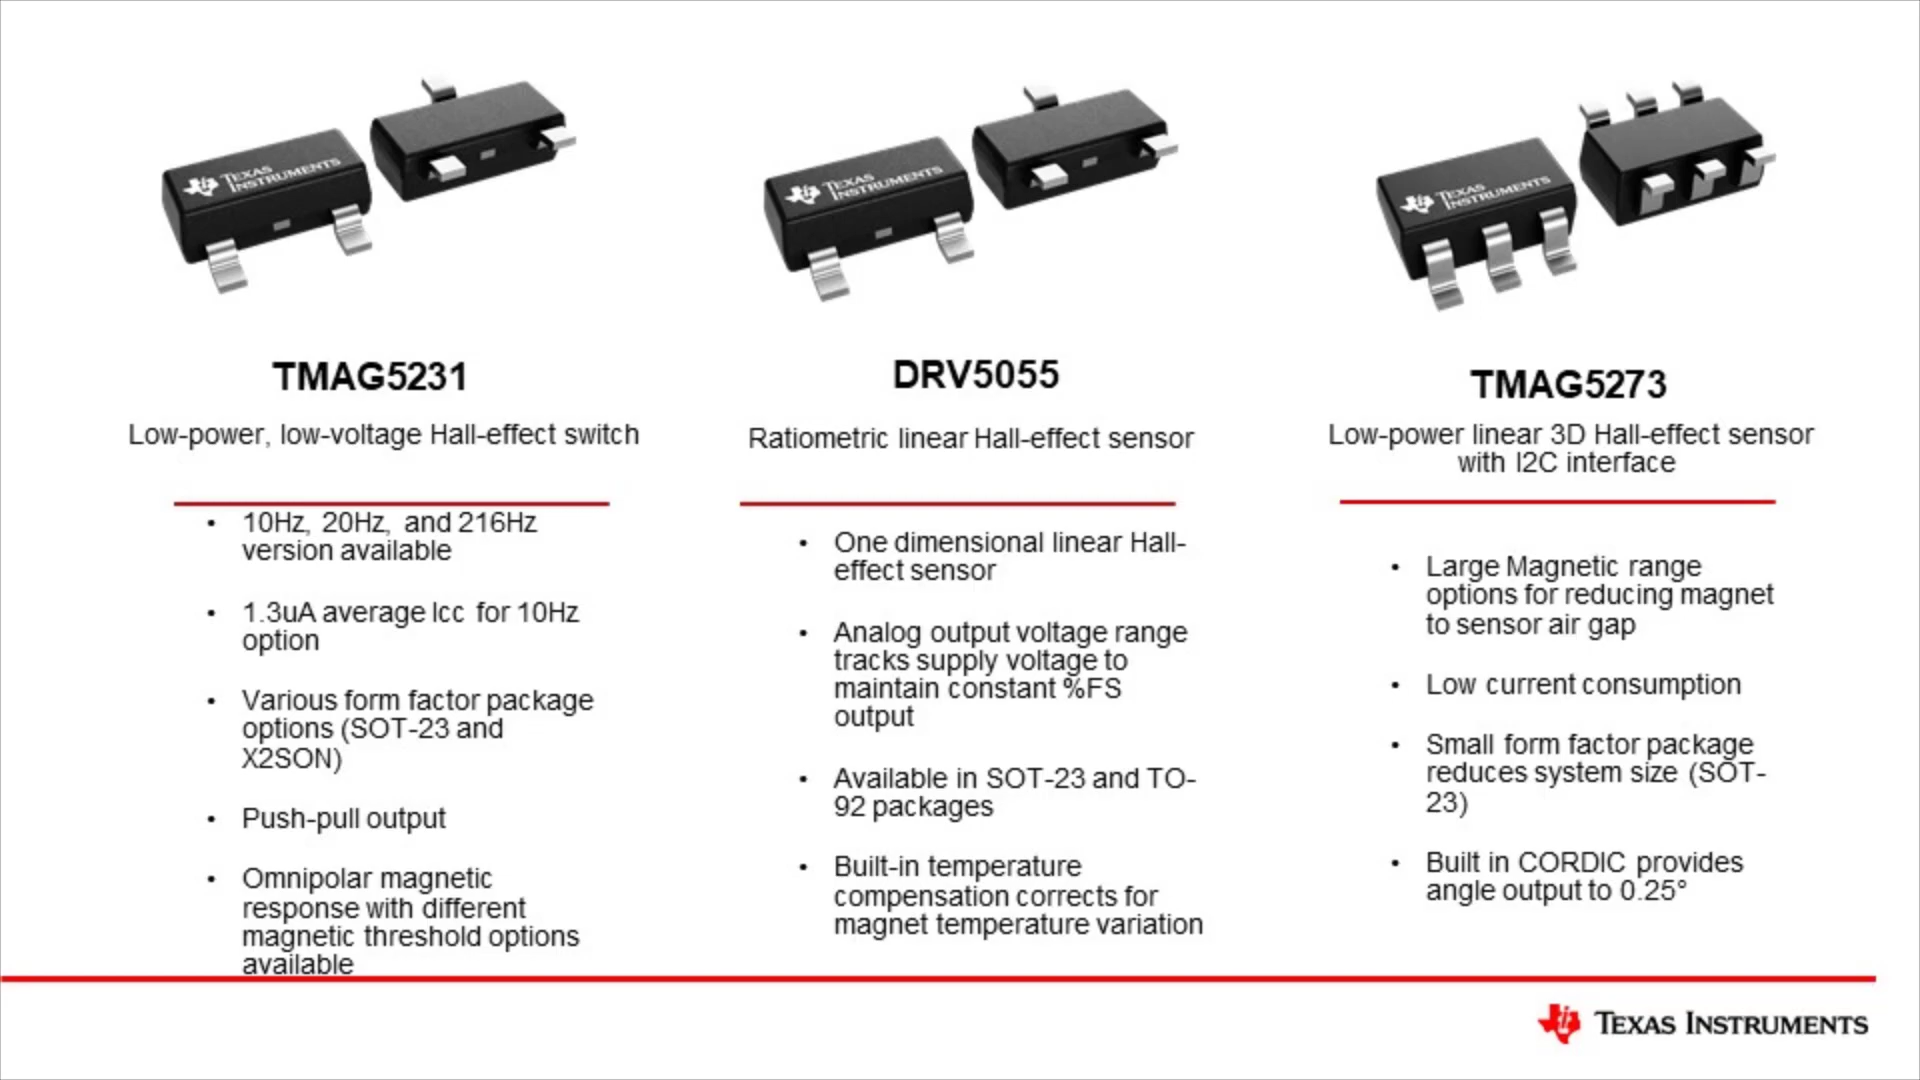 TEXAS
INSTRUMENTS
TEXAS
INSTRUMENTS
TEXAS
INSTRUMENTS
TMAG5231
Low-power, low-voltage Hall-effect switch
• 10Hz, 20Hz, and 216Hz
version available
• 1.3uA average Icc for 10Hz
option
• Various form factor package
options (SOT-23 and
X2SON)
• Push-pull output
• Omnipolar magnetic
response with different
magnetic threshold options
available
DRV5055
Ratiometric linear Hall-effect sensor
• One dimensional linear Hall-
effect sensor
• Analog output voltage range
tracks supply voltage to
maintain constant %FS
output
• Available in SOT-23 and TO-
92 packages
• Built-in temperature
compensation corrects for
magnet temperature variation
TMAG5273
Low-power linear 3D Hall-effect sensor
with I2C interface
• Large Magnetic range
options for reducing magnet
to sensor air gap
• Low current consumption
• Small form factor package
reduces system size (SOT-
23)
• Built in CORDIC provides
angle output to 0.25°
TEXAS INSTRUMENTS